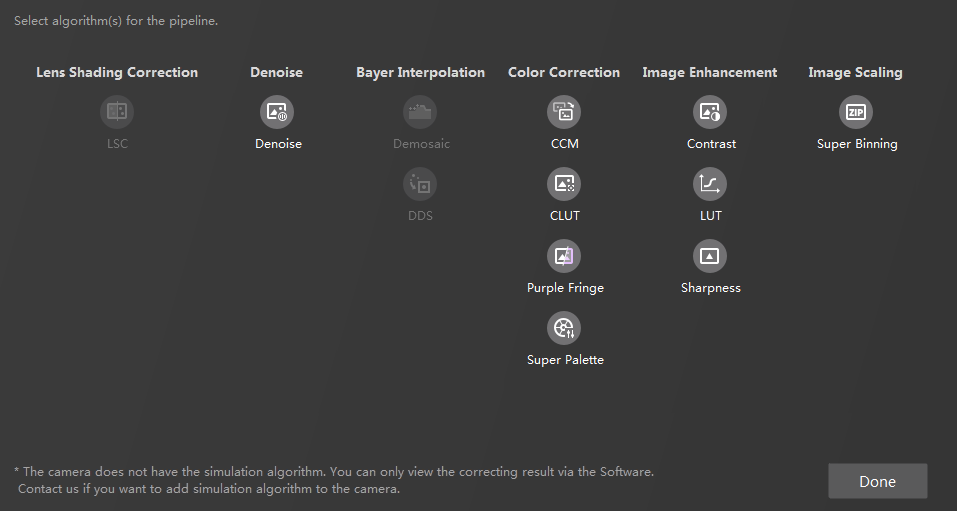 Select algorithm(s) for the pipeline.
Lens Shading Correction
Denoise
Bayer Interpolation
Color Correction
Image Enhancement
Image Scaling
LSC
Denoise
Demosaic
CCM
Contrast
ZIP
Super Binning
DDS
CLUT
LUT
Purple Fringe
Sharpness
Super Palette
* The camera does not have the simulation algorithm. You can only view the correcting result via the Software.
Contact us if you want to add simulation algorithm to the camera.
Done